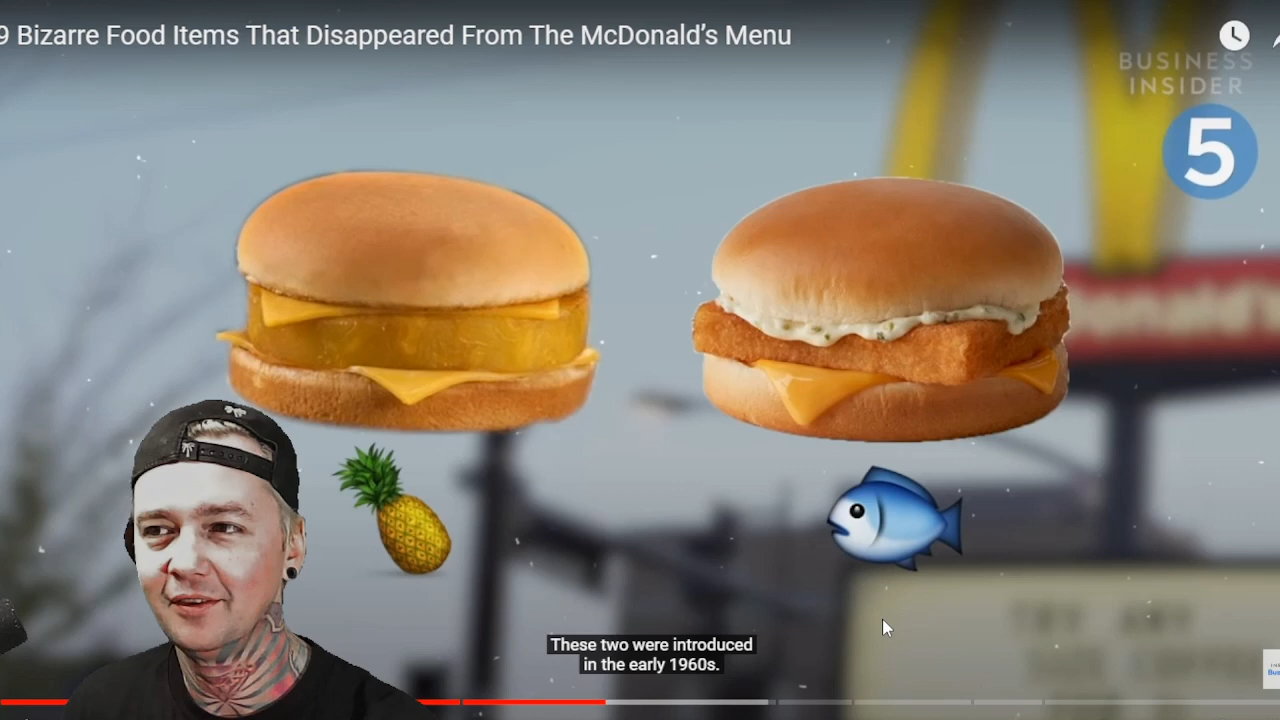 9 Bizarre Food Items That Disappeared From The McDonald's Menu
BUSINESS
INSIDER
5
These two were introduced
in the early 1960s.